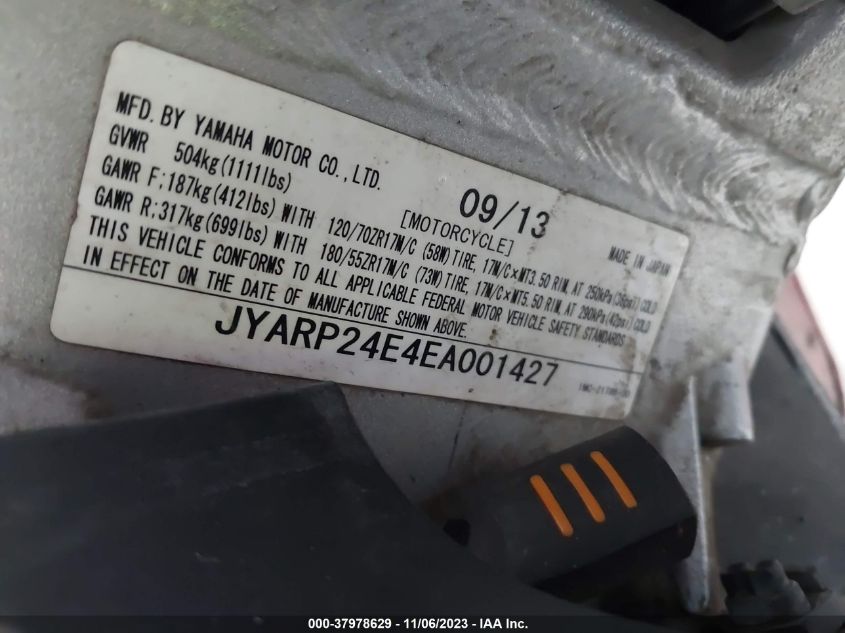 MFD. BY YAMAHA MOTOR CO., LTD.
09/13
GVWR 504kg(1111lbs)
[MOTORCYCLE]
MADE IN JAPAN
GAWR F:187kg(412lbs) WITH 120/70ZR17M/C (58W) TIRE, 17M/C×MT3.50 RIM, AT 250kPa(36psi) COLD
GAWR R:317kg(699lbs) WITH 180/55ZR17M/C (73W) TIRE, 17M/C×MT5.50 RIM, AT 290kPa(42psi) COLD
THIS VEHICLE CONFORMS TO ALL APPLICABLE FEDERAL MOTOR VEHICLE SAFETY STANDARDS
IN EFFECT ON THE DATE OF MANUFACTURE SHOWN ABOVE.
JYARP24E4EA001427
000-37978629 - 11/06/2023 - IAA Inc.